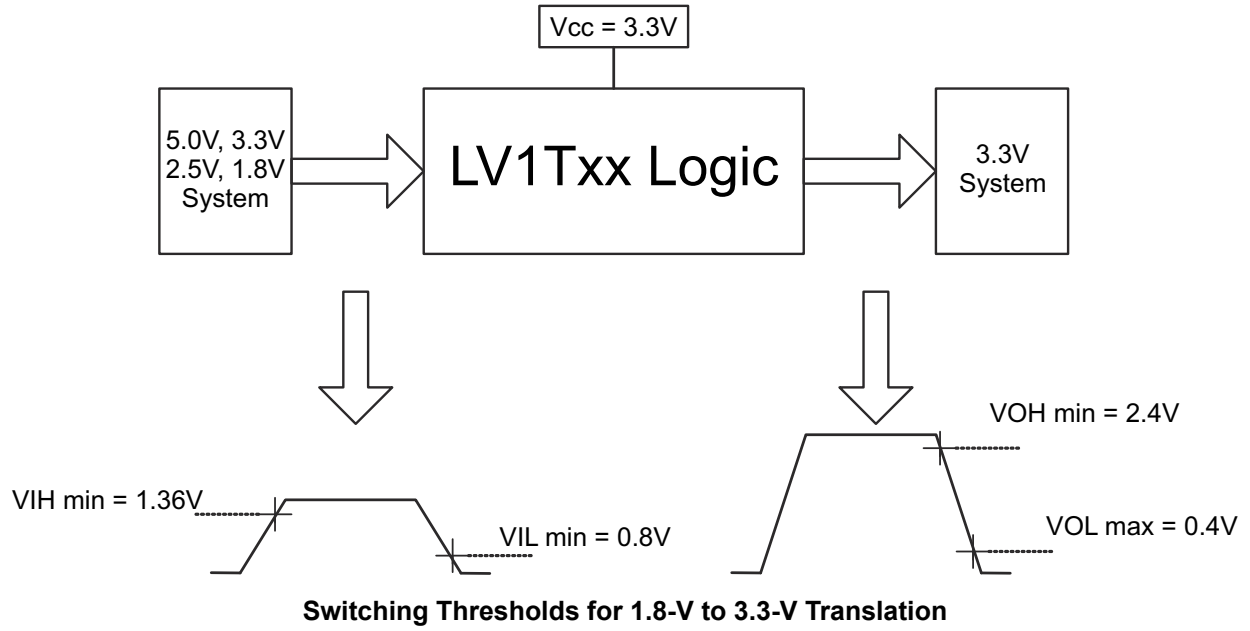 Vcc = 3.3V
5.0V, 3.3V
2.5V, 1.8V
System
LV1Txx Logic
3.3V
System
VOH min = 2.4V
VIH min = 1.36V
VIL min = 0.8V
VOL max = 0.4V
Switching Thresholds for 1.8-V to 3.3-V Translation